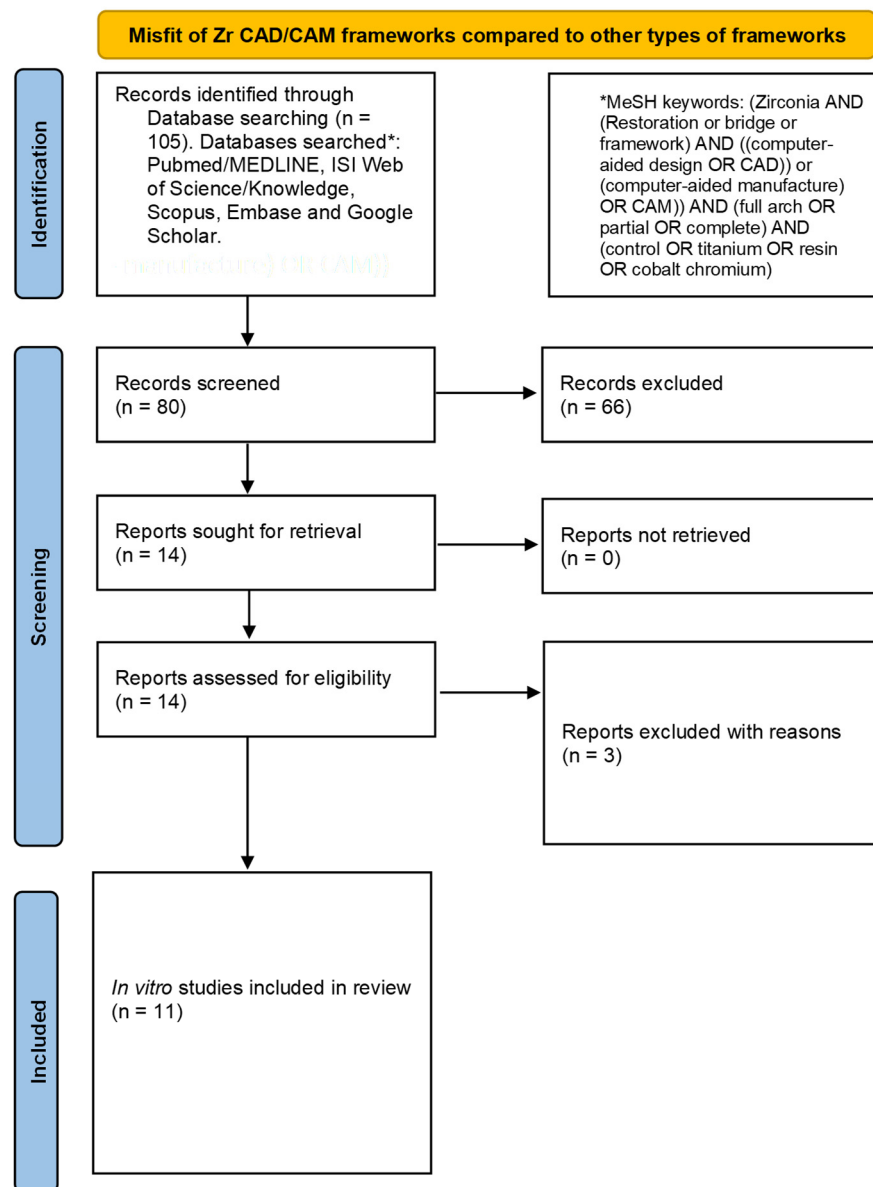 Misfit of Zr CAD/CAM frameworks compared to other types of frameworks
Identification
Records identified through
Database searching (n =
105). Databases searched*:
Pubmed/MEDLINE, ISI Web
of Science/Knowledge,
Scopus, Embase and Google
Scholar.
manufacture) OR CAM))
*MeSH keywords: (Zirconia AND
(Restoration or bridge or
framework) AND ((computer-
aided design OR CAD)) or
(computer-aided manufacture)
OR CAM)) AND (full arch OR
partial OR complete) AND
(control OR titanium OR resin
OR cobalt chromium)
Screening
Records screened
(n = 80)
Records excluded
(n = 66)
Reports sought for retrieval
(n = 14)
Reports not retrieved
(n = 0)
Reports assessed for eligibility
(n = 14)
Reports excluded with reasons
(n = 3)
Included
In vitro studies included in review
(n = 11)